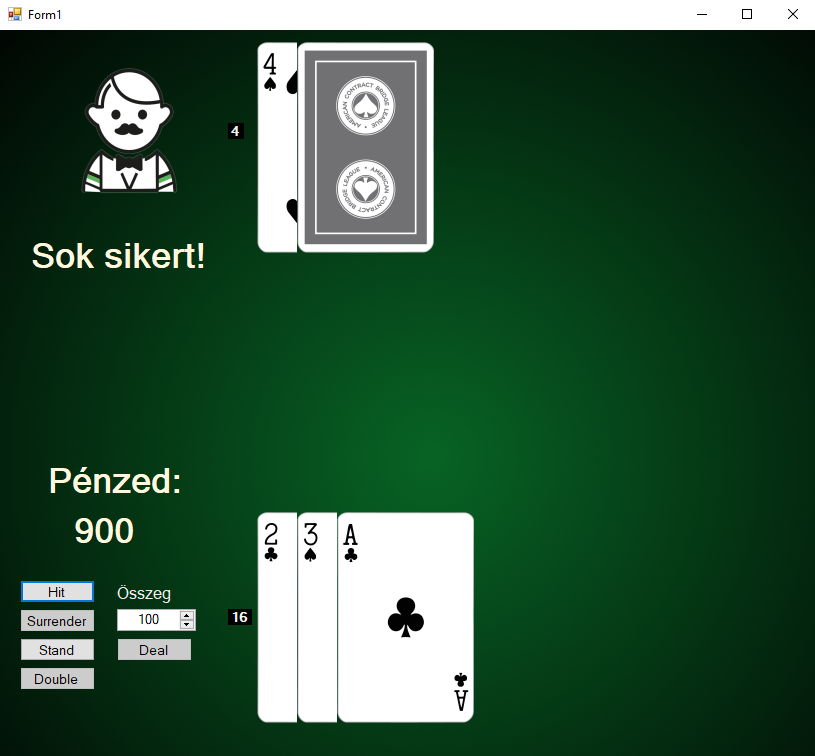 Form1
4
4
AMERICAN CONTRACT BRIDGE LEAGUE
AMERICAN CONTRACT BRIDGE LEAGUE
Sok sikert!
Pénzed:
900
Hit
Összeg
Surrender
100
Stand
Deal
Double
16
2
3
A
A